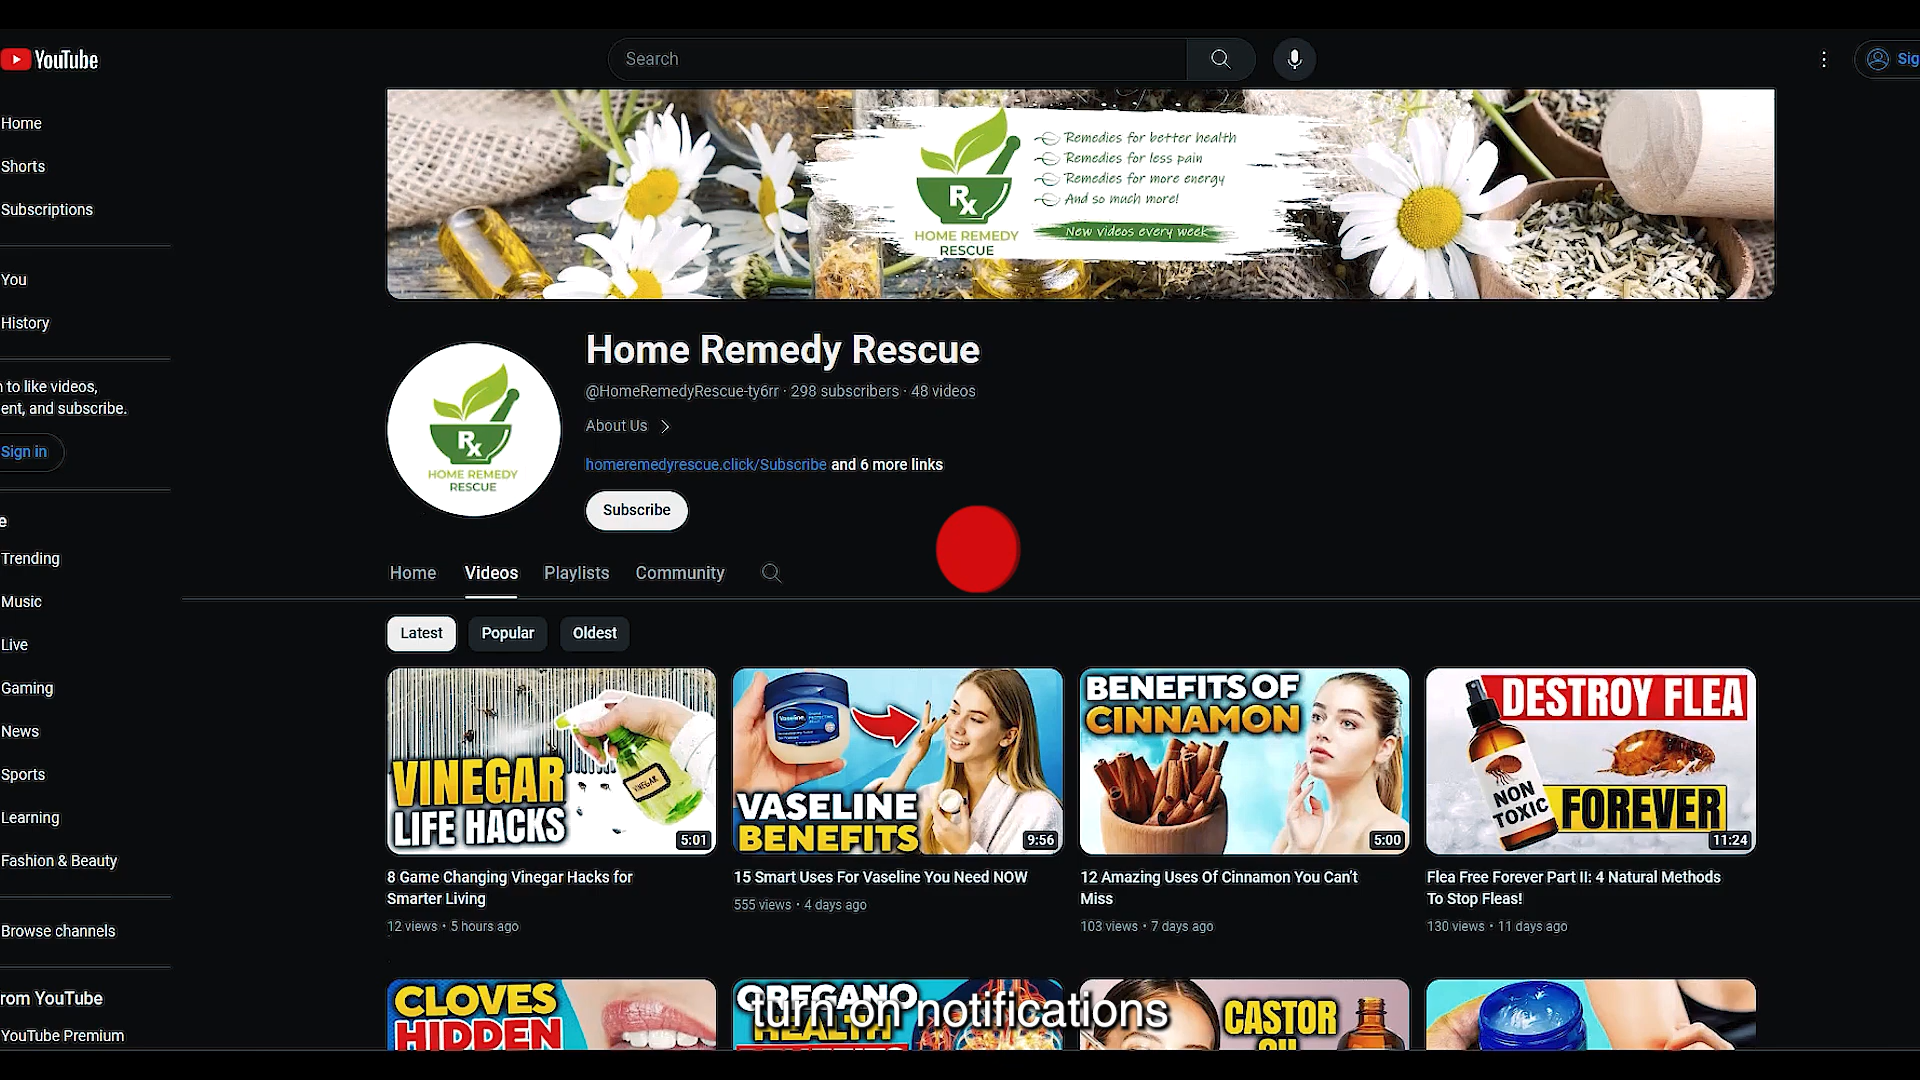 YouTube
Search
Sig
Home
Shorts
Subscriptions
You
History
to like videos,
ent, and subscribe.
Sign in
e
Trending
Music
Live
Gaming
News
Sports
Learning
Fashion & Beauty
Browse channels
rom YouTube
YouTube Premium
Rx
HOME REMEDY
RESCUE
Remedies for better health
Remedies for less pain
Remedies for more energy
And so much more!
New videos every week
Rx
HOME REMEDY
RESCUE
Home Remedy Rescue
@HomeRemedyRescue-ty6rr · 298 subscribers · 48 videos
About Us
homeremedyrescue.click/Subscribe and 6 more links
Subscribe
Home Videos Playlists Community
Latest Popular Oldest
VINEGAR
VINEGAR
LIFE HACKS
5:01
8 Game Changing Vinegar Hacks for
Smarter Living
12 views • 5 hours ago
Vaseline
VASELINE
BENEFITS
9:56
15 Smart Uses For Vaseline You Need NOW
555 views • 4 days ago
BENEFITS OF
CINNAMON
5:00
12 Amazing Uses Of Cinnamon You Can't
Miss
103 views • 7 days ago
DESTROY FLEA
NON
TOXIC
FOREVER
11:24
Flea Free Forever Part II: 4 Natural Methods
To Stop Fleas!
130 views • 11 days ago
CLOVES
HIDDEN
OREGANO
HEALTH
CASTOR
OIL
turn on notifications